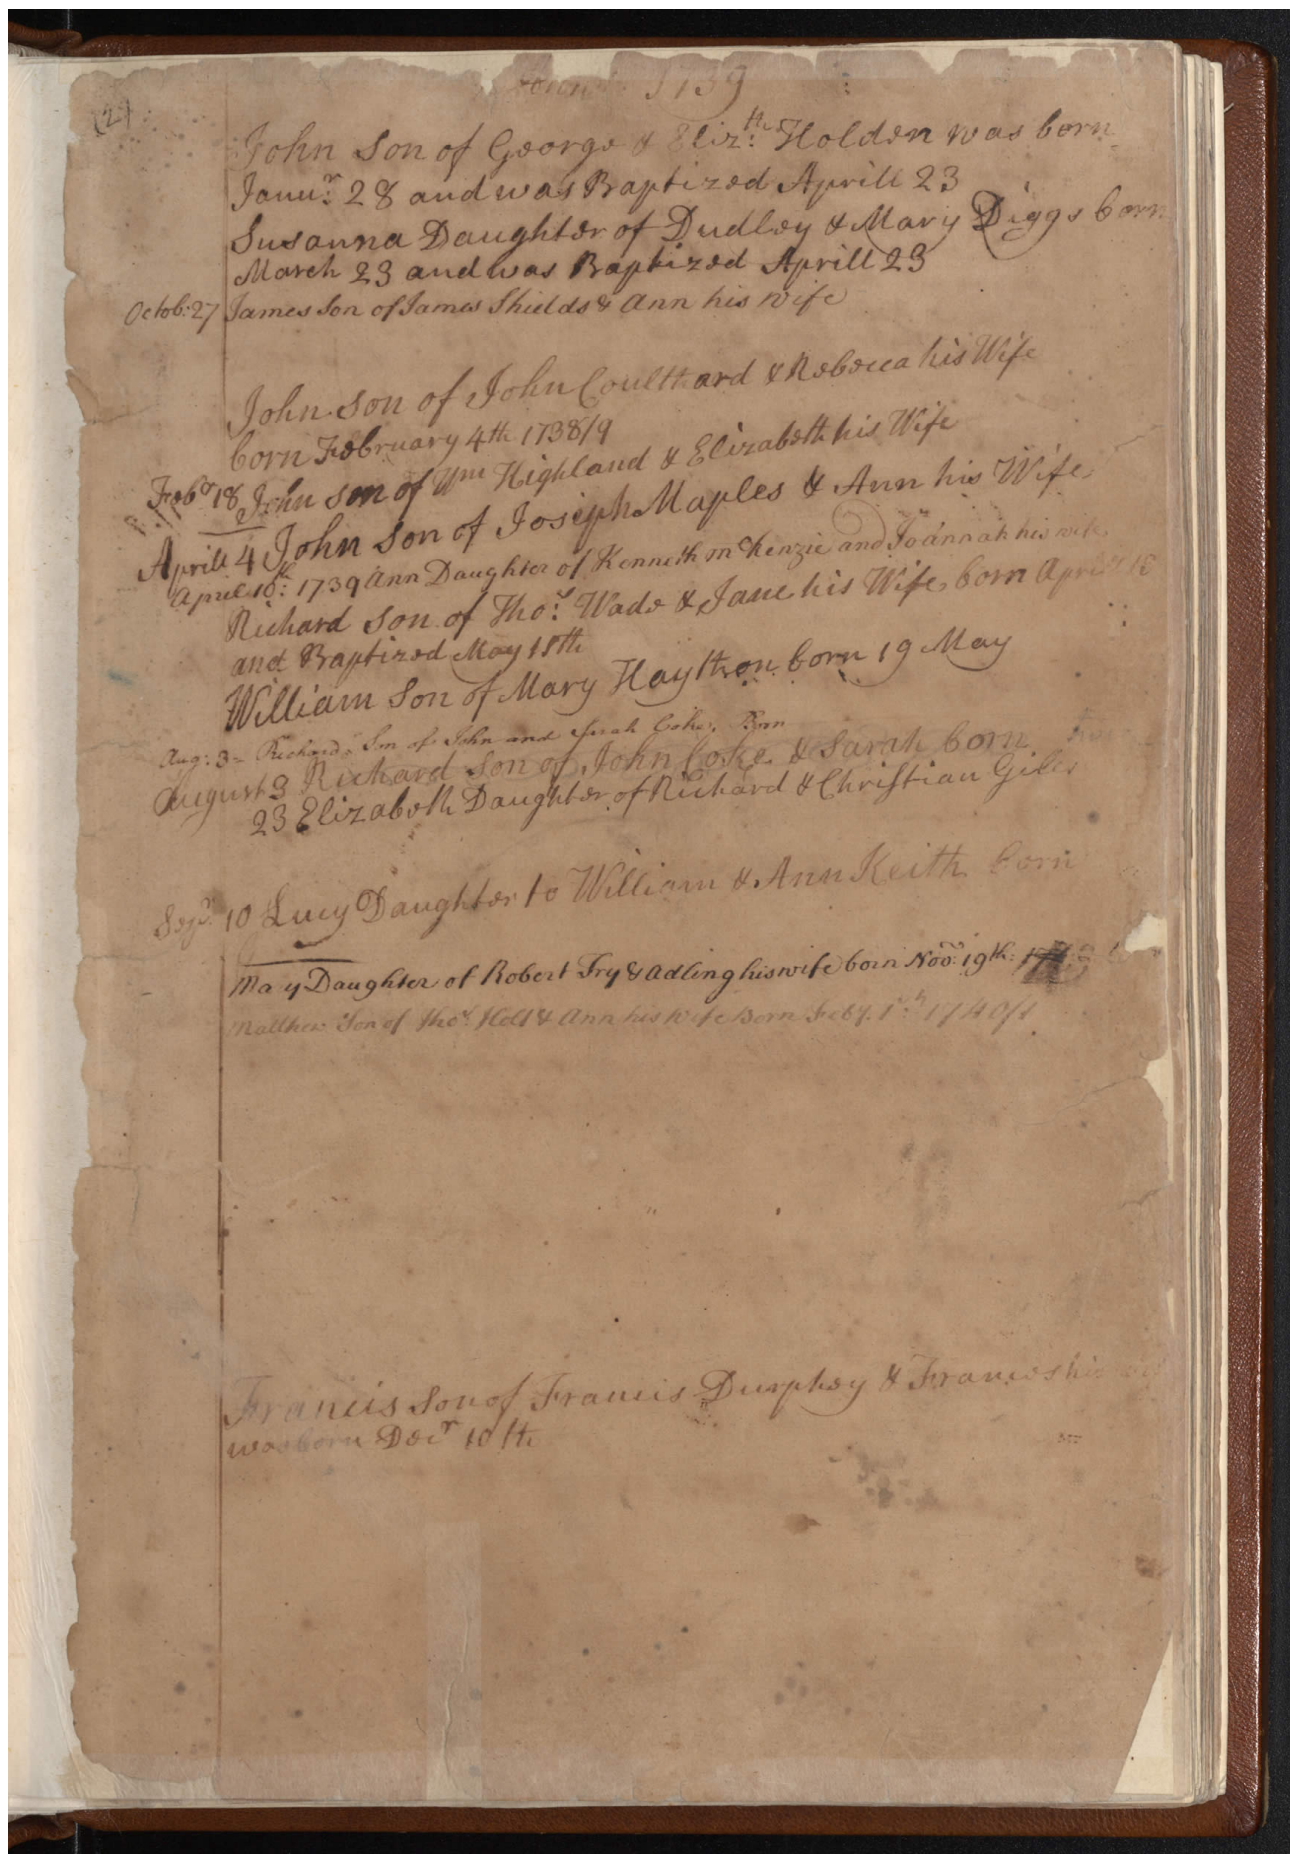 (2)
1739
John Son of George & Eliz:th Holden was born
Janu:r 28 and was Baptized Aprill 23
Susanna Daughter of Dudley & Mary Diggs born
March 23 and was Baptized Aprill 23
Octob: 27 James Son of James Shields & Ann his wife
John son of John Coulthard & Rebecca his Wife
born February 4th 1738/9
Feb:r 18 John son of Wm Highland & Elizabeth his Wife
Aprill 4 John Son of Joseph Maples & Ann his Wife
April 10th: 1739 Ann Daughter of Kenneth McKenzie and Joannah his wife
Richard Son of Tho:s Wade & Jane his Wife born Aprill 18
and Baptized May 18th
William Son of Mary Haython born 19 May
Aug: 3 - Richard Son of John and Sarah Coke, Born
August 3 Richard Son of John Coke & Sarah born
23 Elizabeth Daughter of Richard & Christian Giles
Sep:r 10 Lucy Daughter to William & Ann Keith born
May Daughter of Robert Fry & Adling his wife born Nov:r 19th:
Matthew Son of Tho:s Holt & Ann his wife Born Feby. 1740/1
Francis Son of Francis Durphey & Frances his
was born Decr 10th